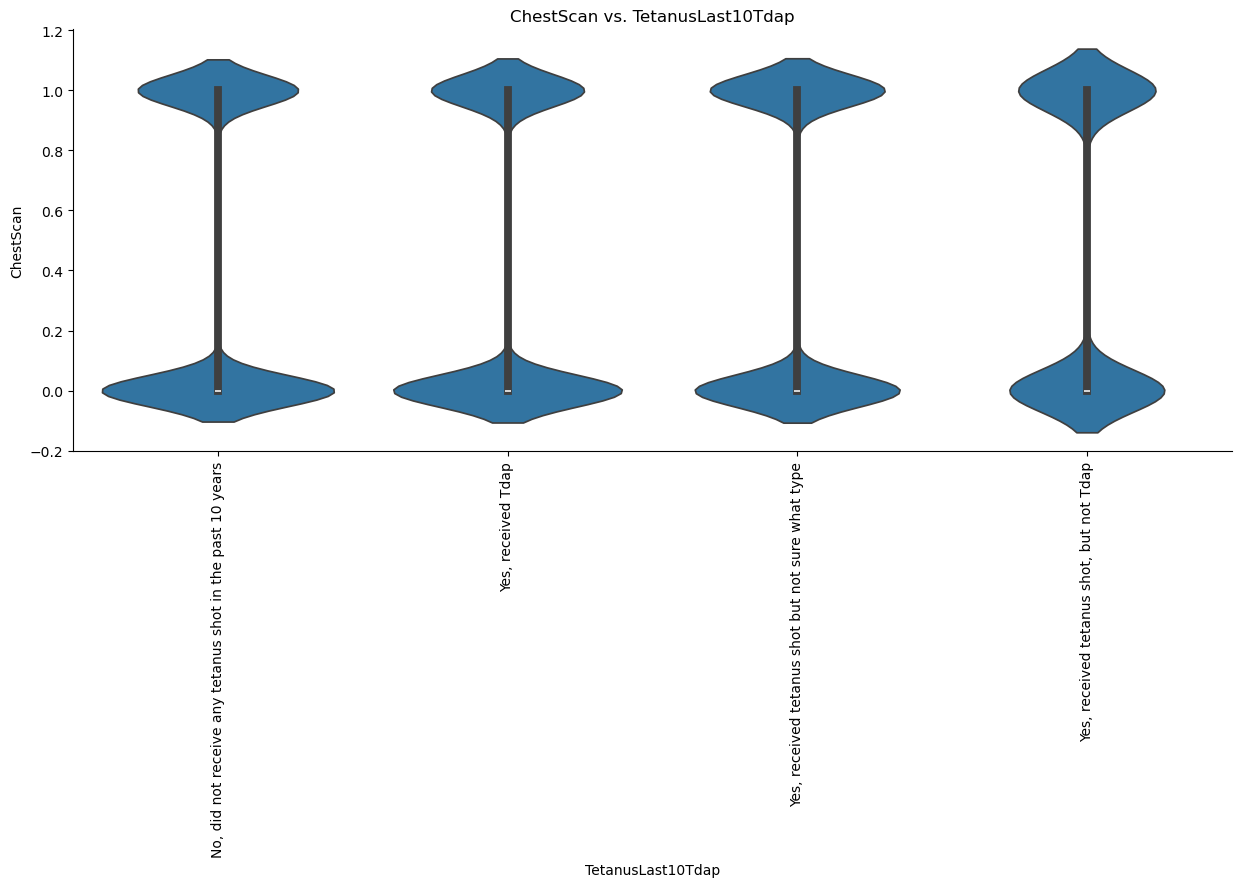 ChestScan vs. TetanusLast10Tdap
1.2
1.0
0.8
0.6
0.4
0.2
0.0
−0.2
ChestScan
No, did not receive any tetanus shot in the past 10 years
Yes, received Tdap
Yes, received tetanus shot but not sure what type
Yes, received tetanus shot, but not Tdap
TetanusLast10Tdap